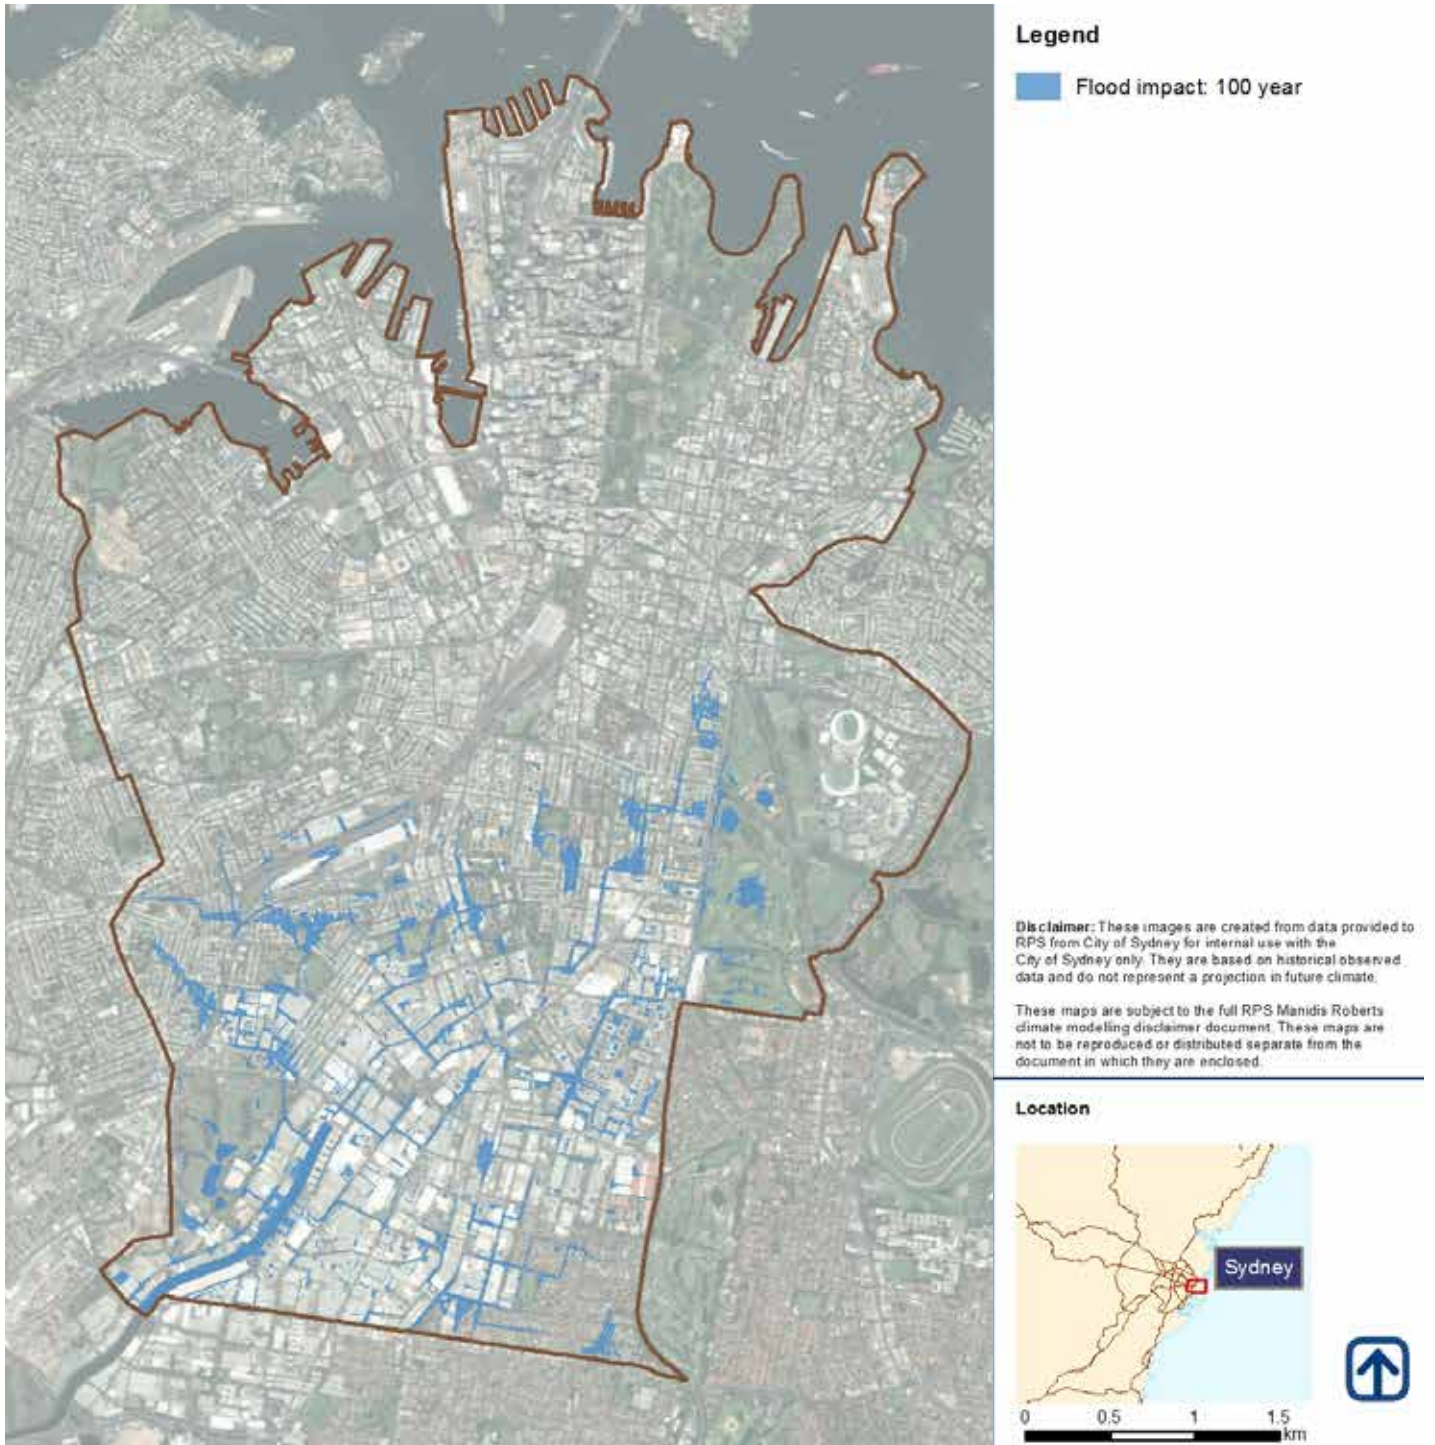 Legend
Flood impact: 100 year
Disclaimer: These images are created from data provided to
RPS from City of Sydney for internal use with the
City of Sydney only. They are based on historical observed
data and do not represent a projection in future climate.
These maps are subject to the full RPS Manidis Roberts
climate modelling disclaimer document. These maps are
not to be reproduced or distributed separate from the
document in which they are enclosed.
Location
Sydney
0 0.5 1 1.5
km